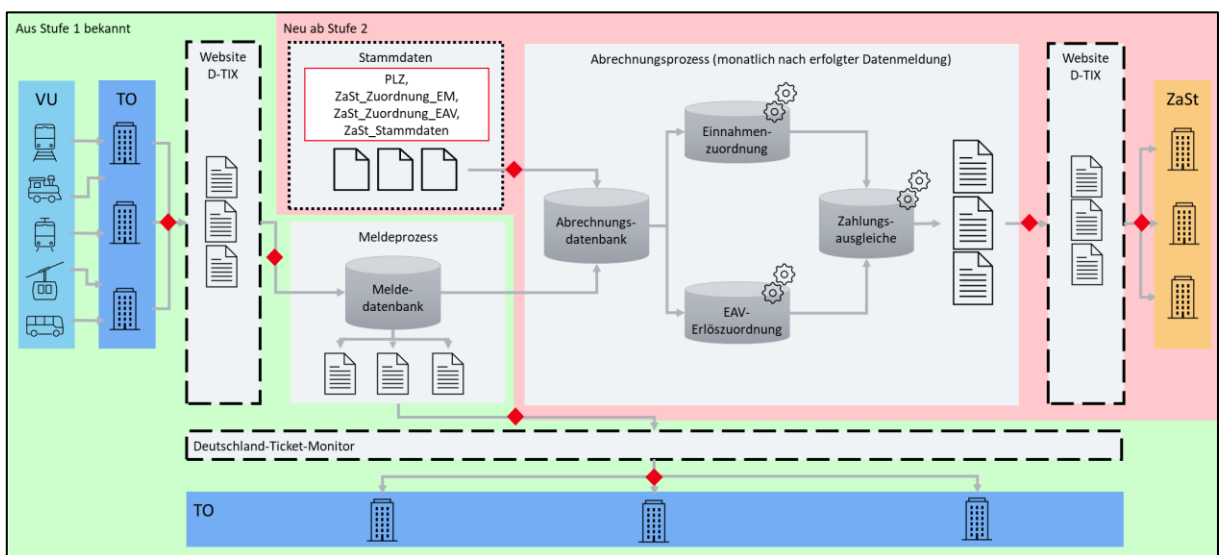 Aus Stufe 1 bekannt
Neu ab Stufe 2
VU
TO
Website
D-TIX
Stammdaten
PLZ,
ZaSt_Zuordnung_EM,
ZaSt_Zuordnung_EAV,
ZaSt_Stammdaten
Meldeprozess
Melde-
datenbank
Abrechnungsprozess (monatlich nach erfolgter Datenmeldung)
Abrechnungs-
datenbank
Einnahmen-
zuordnung
EAV-
Erlöszuordnung
Zahlungs-
ausgleiche
Website
D-TIX
ZaSt
Deutschland-Ticket-Monitor
TO